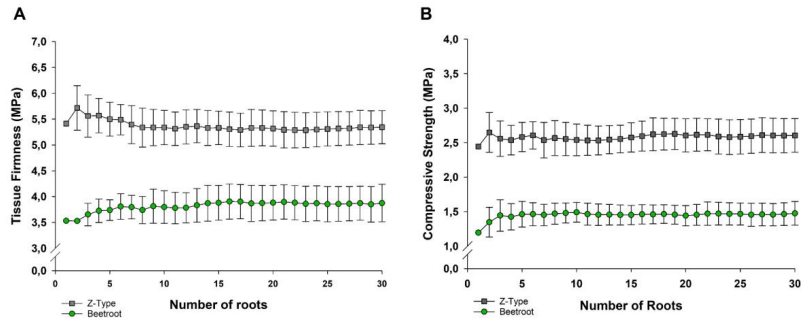 A
Tissue Firmness (MPa)
7,0
6,5
6,0
5,5
5,0
4,5
4,0
3,5
3,0
0,0
0 5 10 15 20 25 30
Number of roots
Z-Type
Beetroot
B
Compressive Strength (MPa)
4,0
3,5
3,0
2,5
2,0
1,5
1,0
0,0
0 5 10 15 20 25 30
Number of Roots
Z-Type
Beetroot